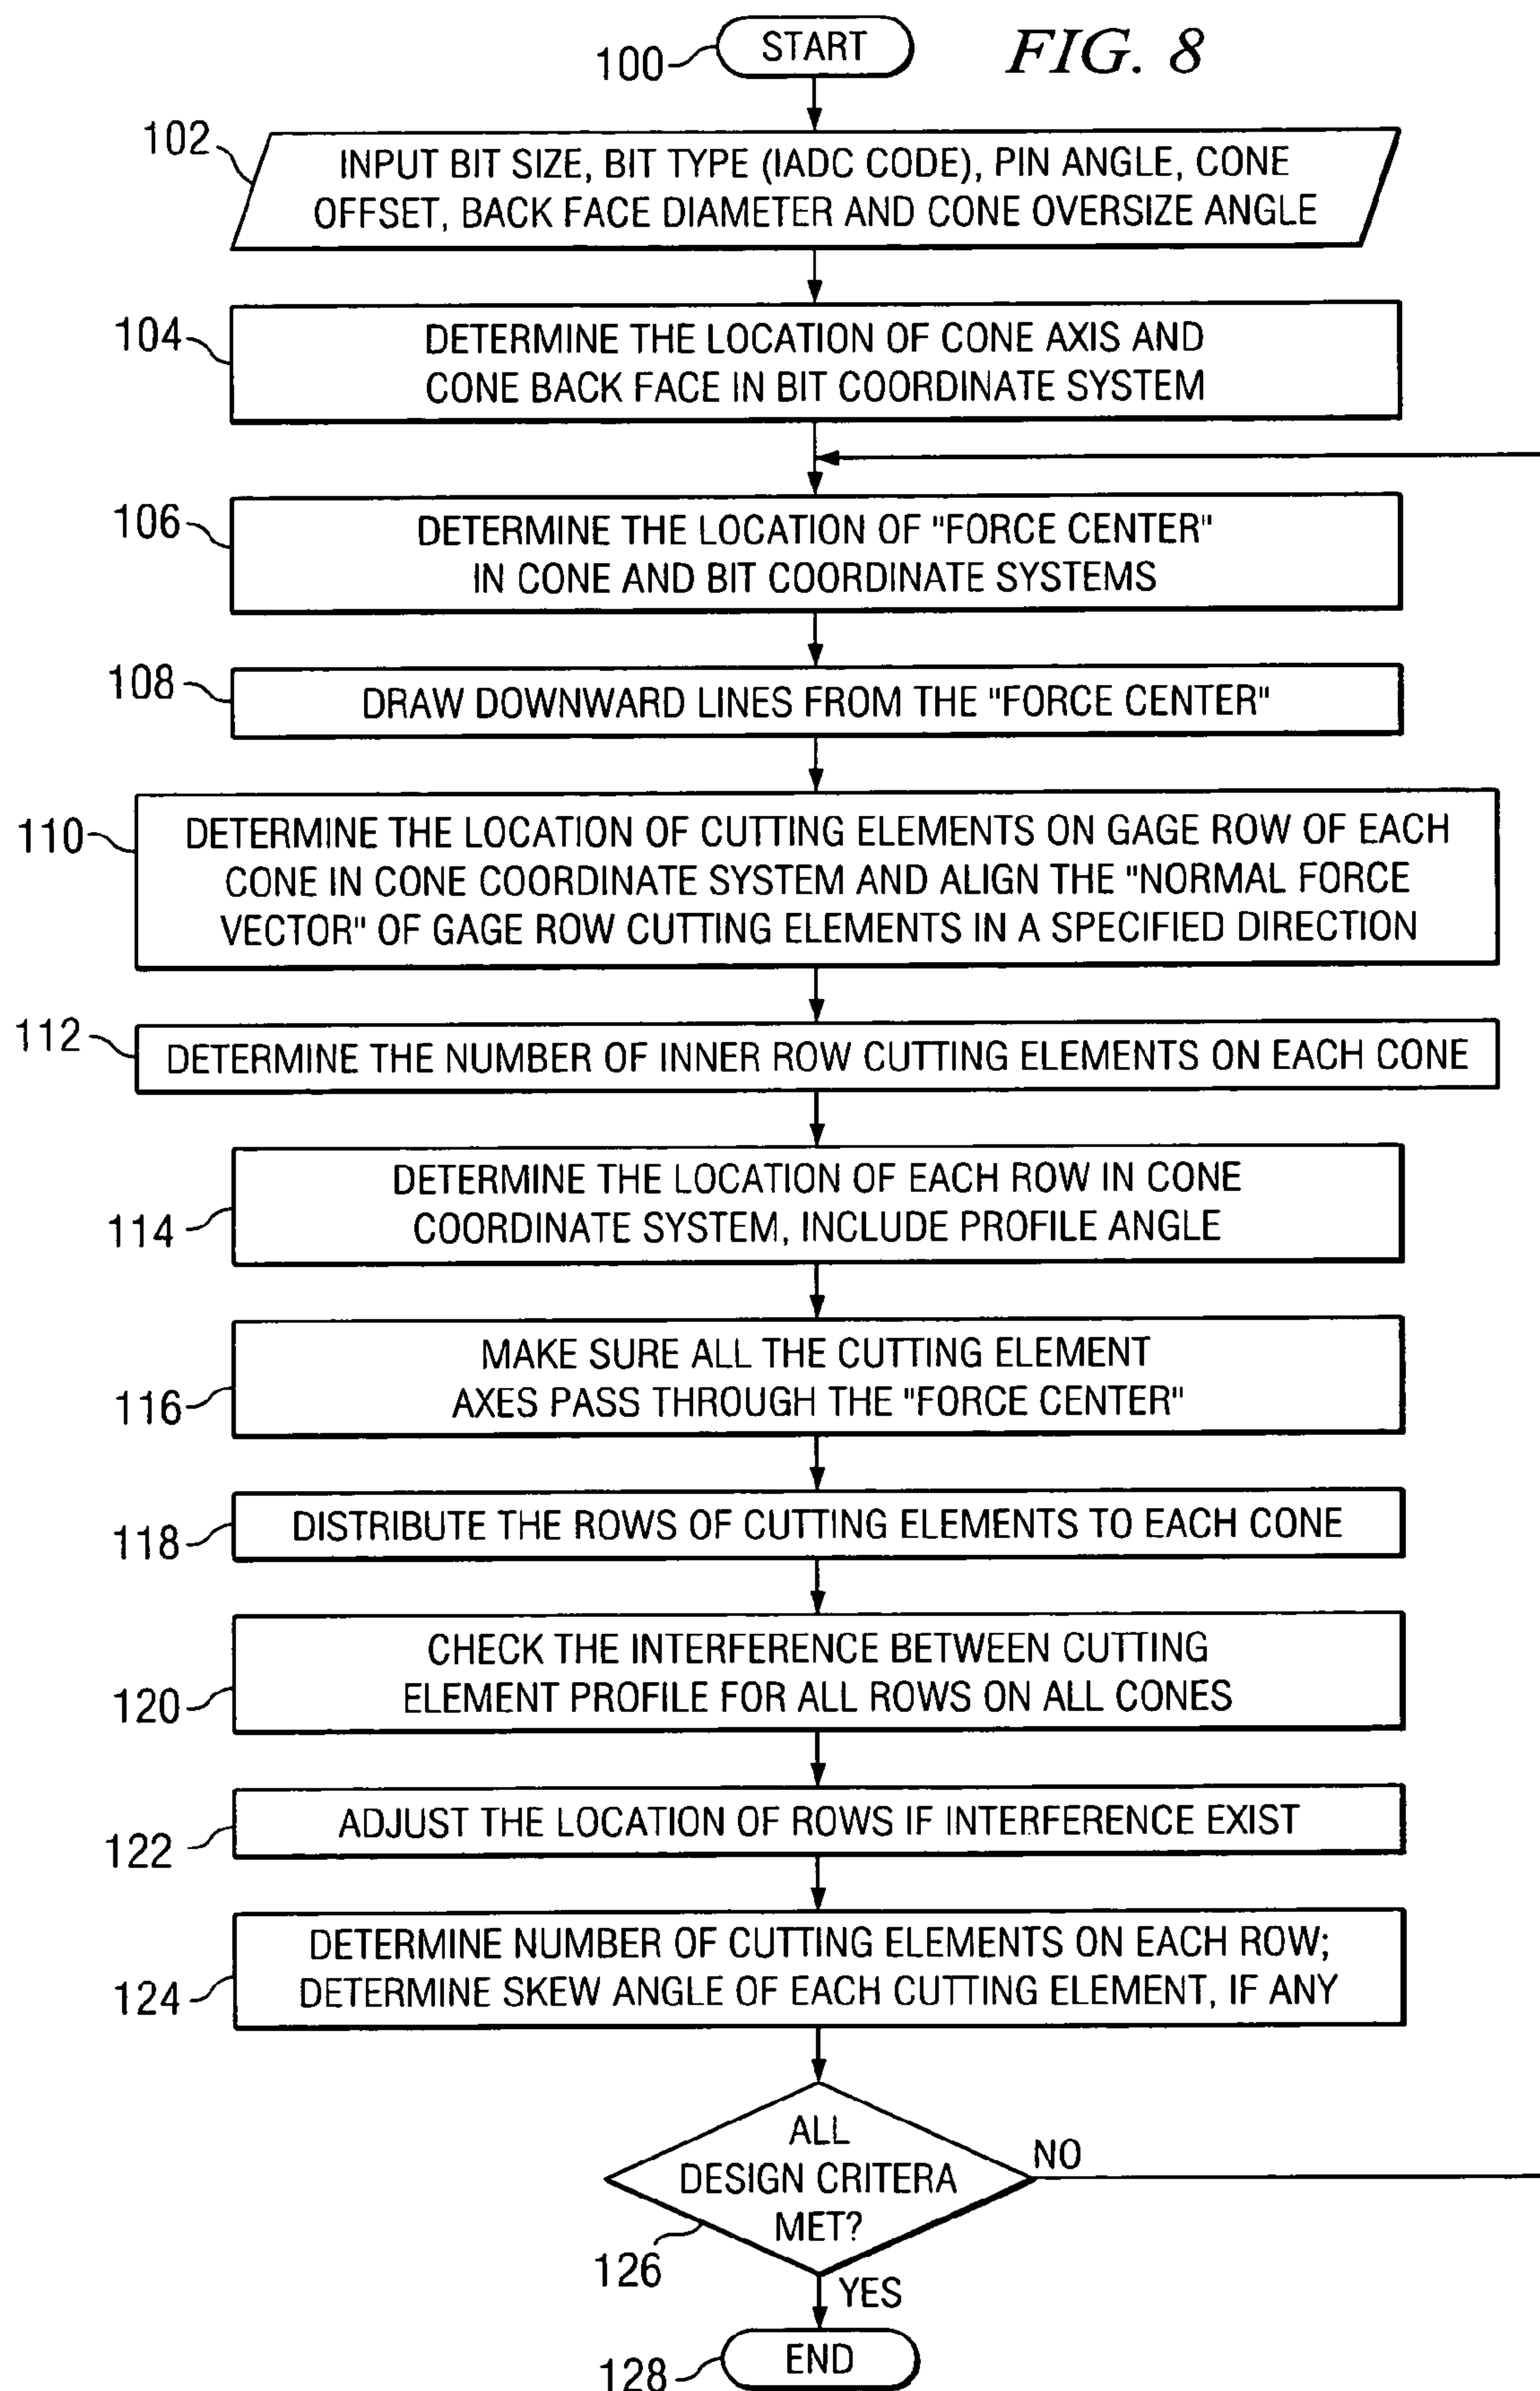 100
START
FIG. 8
102
INPUT BIT SIZE, BIT TYPE (IADC CODE), PIN ANGLE, CONE
OFFSET, BACK FACE DIAMETER AND CONE OVERSIZE ANGLE
104
DETERMINE THE LOCATION OF CONE AXIS AND
CONE BACK FACE IN BIT COORDINATE SYSTEM
106
DETERMINE THE LOCATION OF "FORCE CENTER"
IN CONE AND BIT COORDINATE SYSTEMS
108
DRAW DOWNWARD LINES FROM THE "FORCE CENTER"
110
DETERMINE THE LOCATION OF CUTTING ELEMENTS ON GAGE ROW OF EACH
CONE IN CONE COORDINATE SYSTEM AND ALIGN THE "NORMAL FORCE
VECTOR" OF GAGE ROW CUTTING ELEMENTS IN A SPECIFIED DIRECTION
112
DETERMINE THE NUMBER OF INNER ROW CUTTING ELEMENTS ON EACH CONE
114
DETERMINE THE LOCATION OF EACH ROW IN CONE
COORDINATE SYSTEM, INCLUDE PROFILE ANGLE
116
MAKE SURE ALL THE CUTTING ELEMENT
AXES PASS THROUGH THE "FORCE CENTER"
118
DISTRIBUTE THE ROWS OF CUTTING ELEMENTS TO EACH CONE
120
CHECK THE INTERFERENCE BETWEEN CUTTING
ELEMENT PROFILE FOR ALL ROWS ON ALL CONES
122
ADJUST THE LOCATION OF ROWS IF INTERFERENCE EXIST
124
DETERMINE NUMBER OF CUTTING ELEMENTS ON EACH ROW;
DETERMINE SKEW ANGLE OF EACH CUTTING ELEMENT, IF ANY
126
ALL
DESIGN CRITERA
MET?
NO
YES
128
END